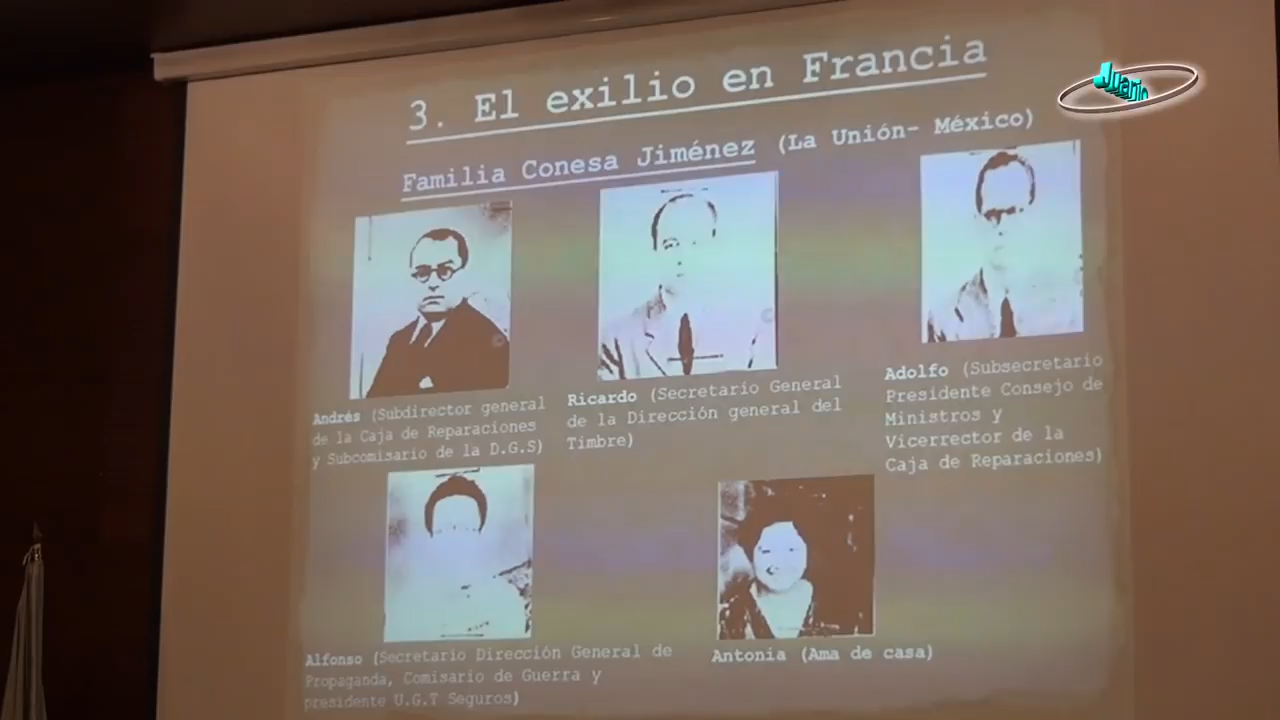 3. El exilio en Francia
Juanjo
Familia Conesa Jiménez (La Unión- México)
Andrés (Subdirector general
de la Caja de Reparaciones
y Subcomisario de la D.G.S)
Ricardo (Secretario General
de la Dirección general del
Timbre)
Adolfo (Subsecretario
Presidente Consejo de
Ministros y
Vicerrector de la
Caja de Reparaciones)
Alfonso (Secretario Dirección General de
Propaganda, Comisario de Guerra y
presidente U.G.T Seguros)
Antonia (Ama de casa)